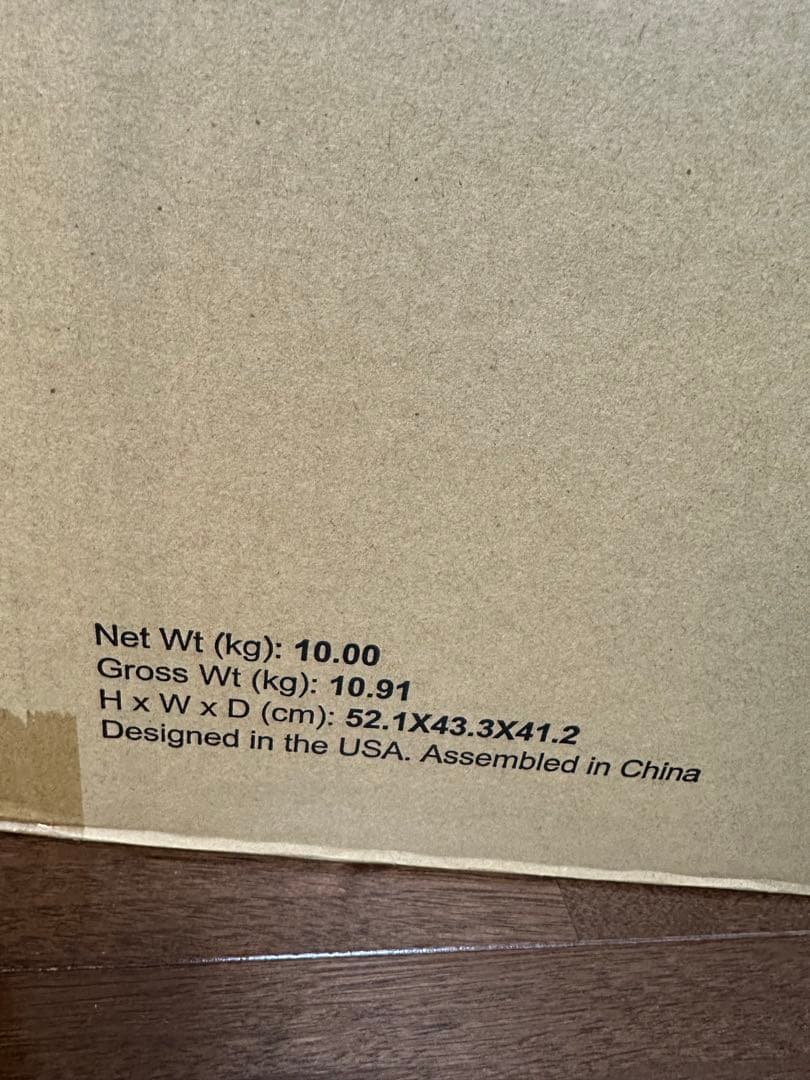 Net Wt (kg): 10.00
Gross Wt (kg): 10.91
H x W x D (cm): 52.1X43.3X41.2
Designed in the USA. Assembled in China